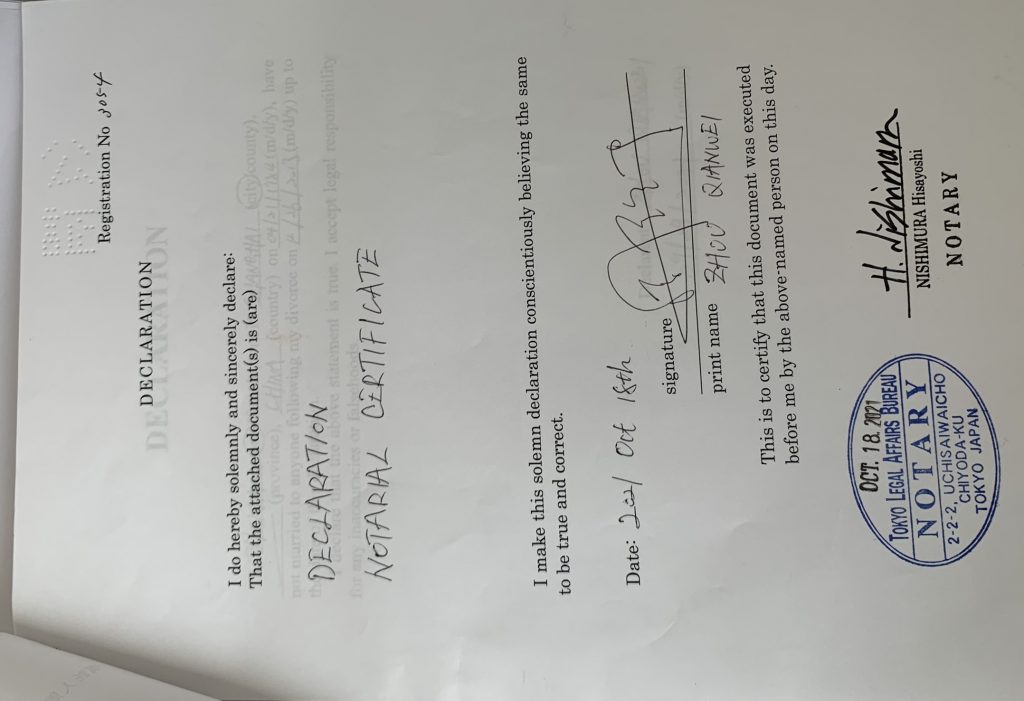 Registration No 3054
DECLARATION
I do hereby solemnly and sincerely declare:
That the attached document(s) is (are)
DECLARATION
NOTARIAL CERTIFICATE
I make this solemn declaration conscientiously believing the same
to be true and correct.
Date: 2021 Oct 18th
signature
print name ZHOU QIANWEI
This is to certify that this document was executed
before me by the above-named person on this day.
H. Nishimura
NISHIMURA Hisayoshi
NOTARY
OCT. 18. 2021
TOKYO LEGAL AFFAIRS BUREAU
NOTARY
2-2-2, UCHISAIWAICHO
CHIYODA-KU
TOKYO JAPAN